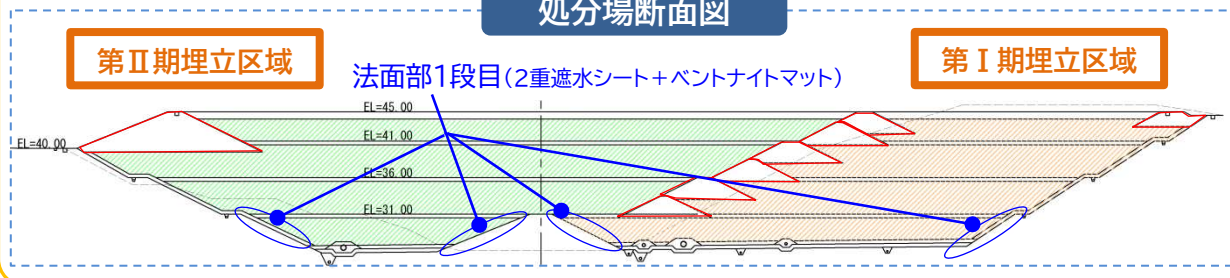 処分場断面図
第Ⅱ期埋立区域
第Ⅰ期埋立区域
法面部1段目(2重遮水シート+ベントナイトマット)
EL=45.00
EL=41.00
EL=40.00
EL=36.00
EL=31.00